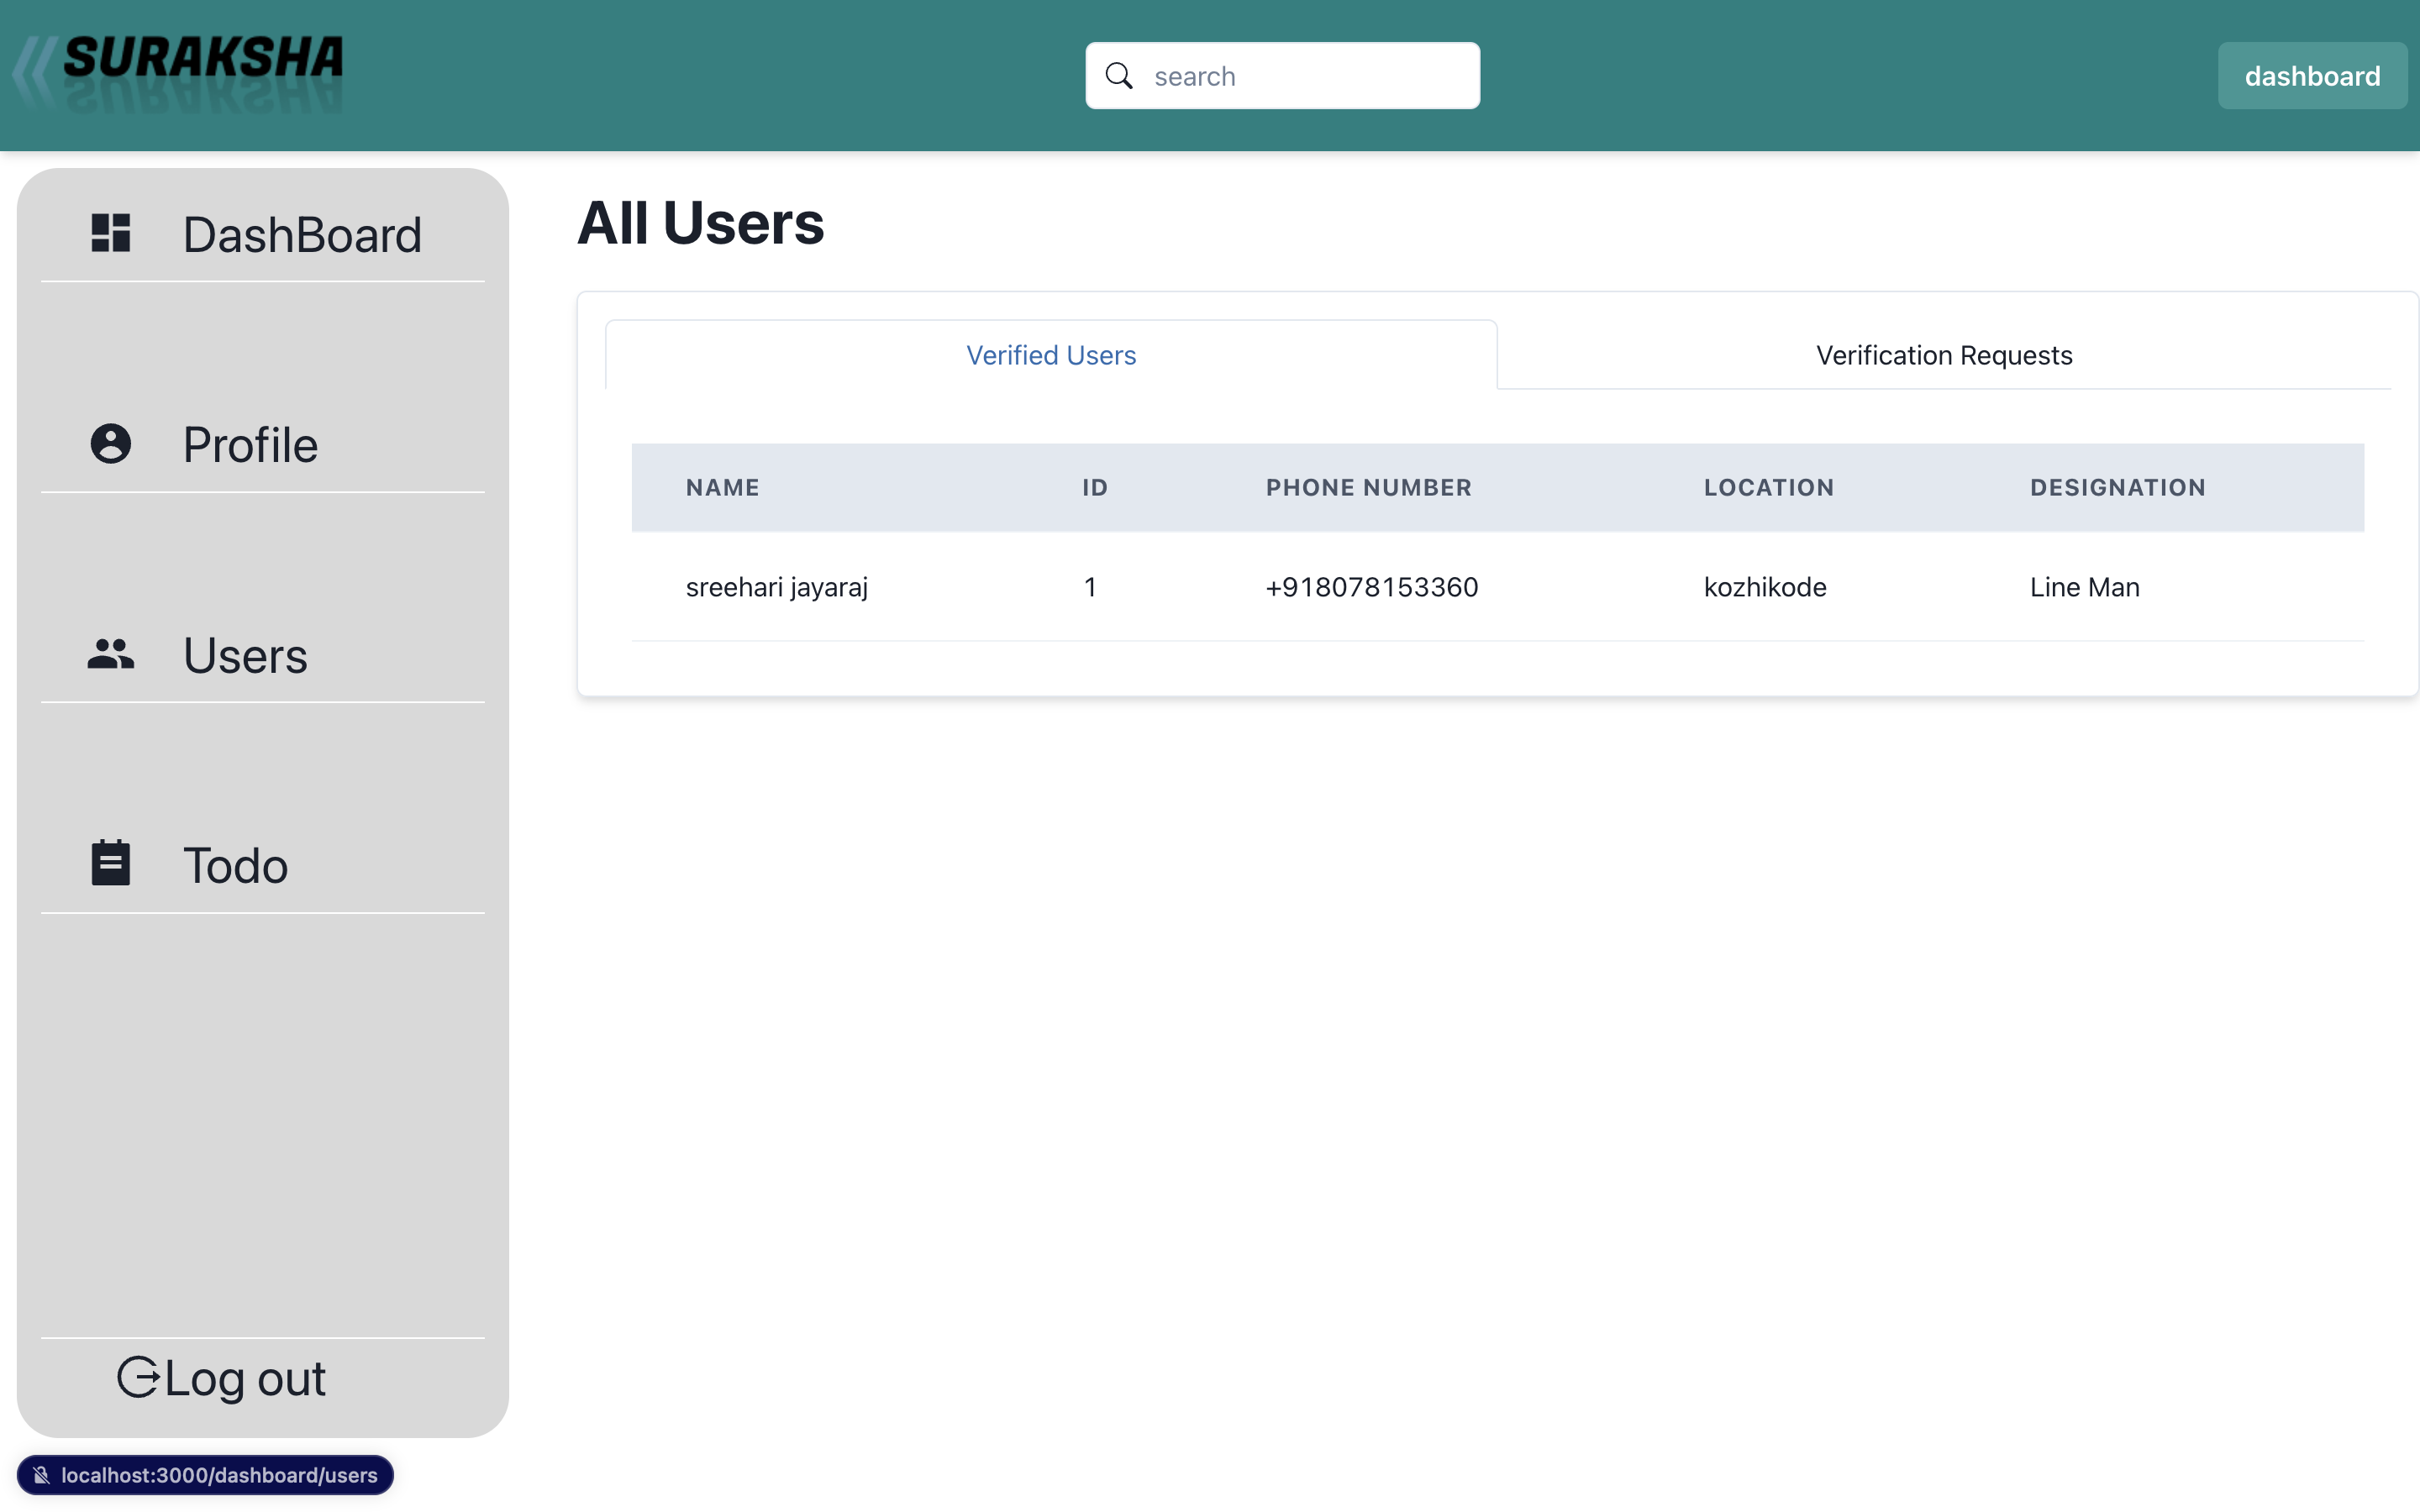 SURAKSHA
search
dashboard
DashBoard
Profile
Users
Todo
Log out
All Users
Verified Users
Verification Requests
NAME ID PHONE NUMBER LOCATION DESIGNATION
sreehari jayaraj 1 +918078153360 kozhikode Line Man
localhost:3000/dashboard/users